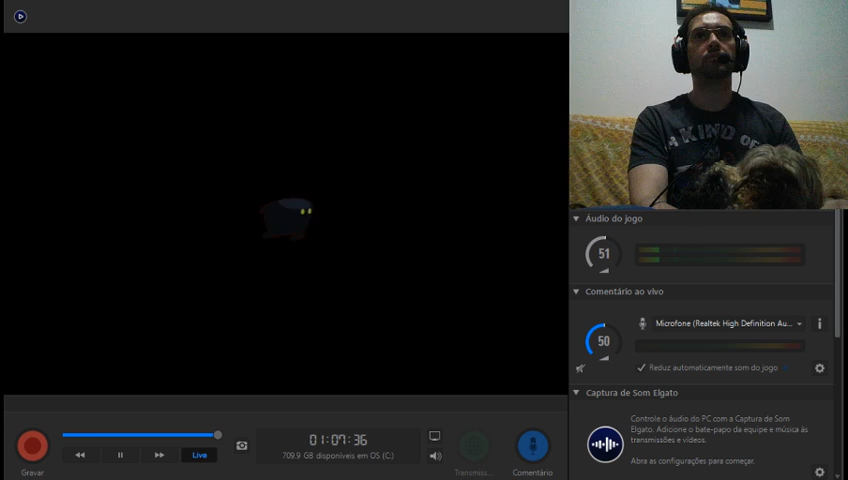 A KIND OF
Áudio do jogo
51
Comentário ao vivo
Microfone (Realtek High Definition Au...
50
Reduz automaticamente som do jogo
Captura de Som Elgato
Controle o áudio do PC com a Captura de Som
Elgato. Adicione o bate-papo da equipe e música às
transmissões e vídeos.
Abra as configurações para começar.
01:07:36
709.9 GB disponíveis em OS (C:)
Live
Gravar
Transmiss...
Comentário